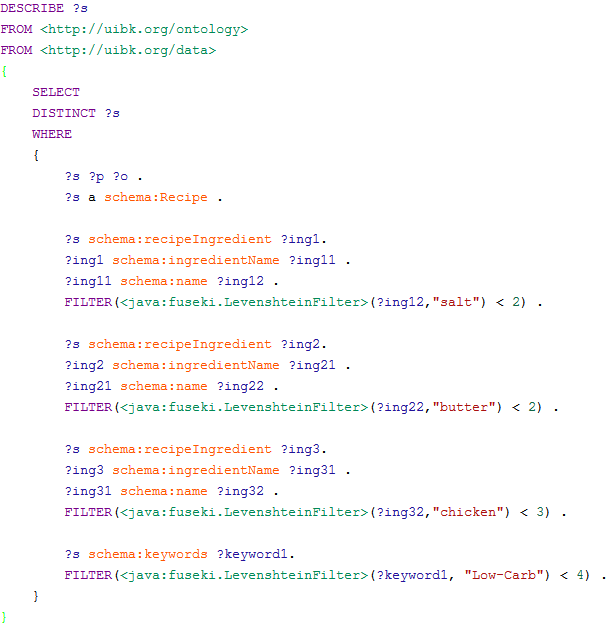 DESCRIBE ?s
FROM <http://uibk.org/ontology>
FROM <http://uibk.org/data>
{
    SELECT
    DISTINCT ?s
    WHERE
    {
        ?s ?p ?o .
        ?s a schema:Recipe .

        ?s schema:recipeIngredient ?ing1.
        ?ing1 schema:ingredientName ?ing11 .
        ?ing11 schema:name ?ing12 .
        FILTER(<java:fuseki.LevenshteinFilter>(?ing12,"salt") < 2) .

        ?s schema:recipeIngredient ?ing2.
        ?ing2 schema:ingredientName ?ing21 .
        ?ing21 schema:name ?ing22 .
        FILTER(<java:fuseki.LevenshteinFilter>(?ing22,"butter") < 2) .

        ?s schema:recipeIngredient ?ing3.
        ?ing3 schema:ingredientName ?ing31 .
        ?ing31 schema:name ?ing32 .
        FILTER(<java:fuseki.LevenshteinFilter>(?ing32,"chicken") < 3) .

        ?s schema:keywords ?keyword1.
        FILTER(<java:fuseki.LevenshteinFilter>(?keyword1, "Low-Carb") < 4) .
    }
}